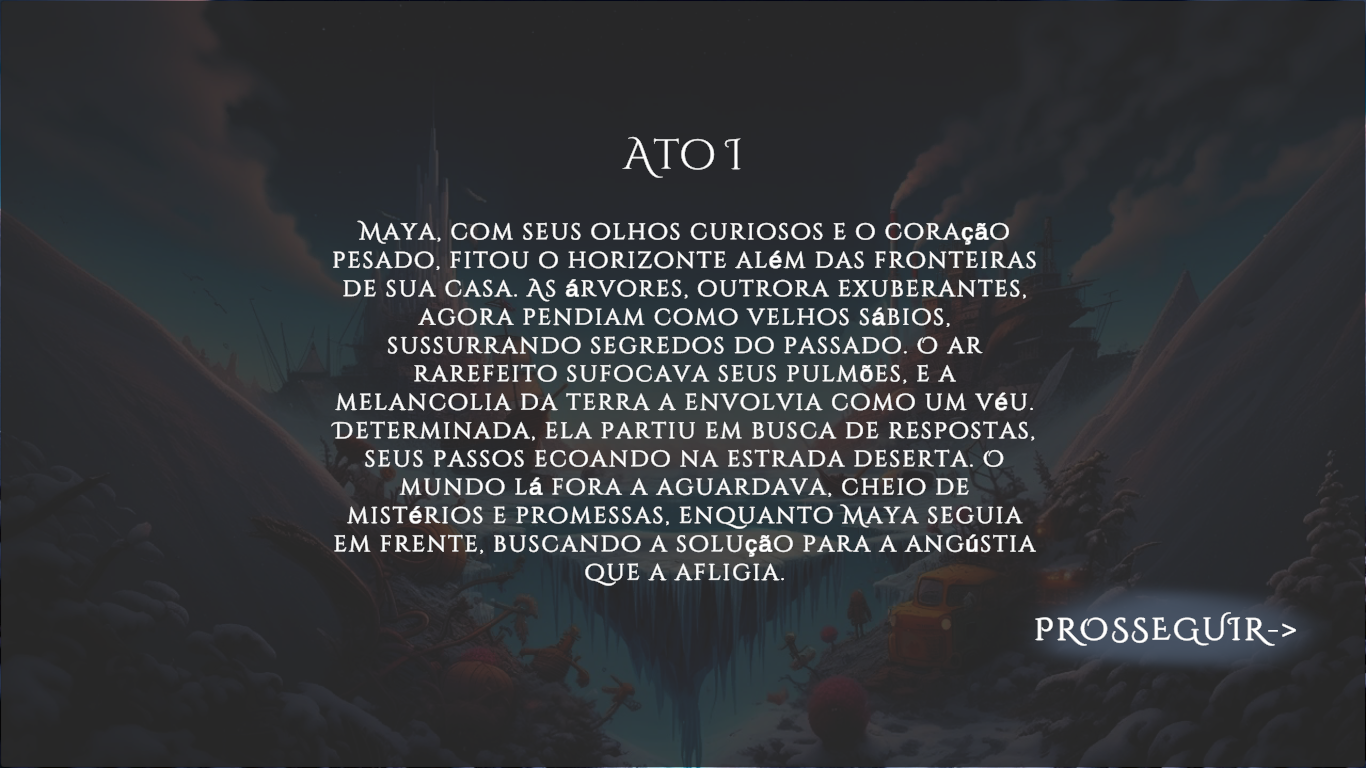 Ato I
Maya, com seus olhos curiosos e o coração
pesado, fitou o horizonte além das fronteiras
de sua casa. As árvores, outrora exuberantes,
agora pendiam como velhos sábios,
sussurrando segredos do passado. O ar
rarefeito sufocava seus pulmões, e a
melancolia da terra a envolvia como um véu.
Determinada, ela partiu em busca de respostas,
seus passos ecoando na estrada deserta. O
mundo lá fora a aguardava, cheio de
mistérios e promessas, enquanto Maya seguia
em frente, buscando a solução para a angústia
que a afligia.
PROSSEGUIR->